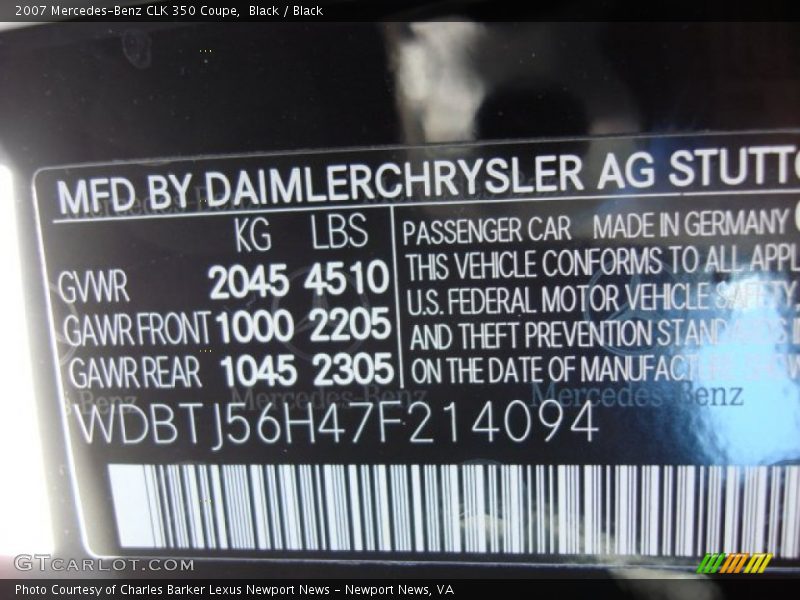 2007 Mercedes-Benz CLK 350 Coupe, Black / Black
MFD BY DAIMLERCHRYSLER AG
KG LBS
GVWR 2045 4510
GAWR FRONT 1000 2205
GAWR REAR 1045 2305
PASSENGER CAR MADE IN GERMANY
THIS VEHICLE CONFORMS TO ALL
U.S. FEDERAL MOTOR VEHICLE SAFETY
AND THEFT PREVENTION STANDARDS
ON THE DATE OF MANUFACTURE
Mercedes-Benz
WDBTJ56H47F214094
GTCARLOT.COM
Photo Courtesy of Charles Barker Lexus Newport News - Newport News, VA